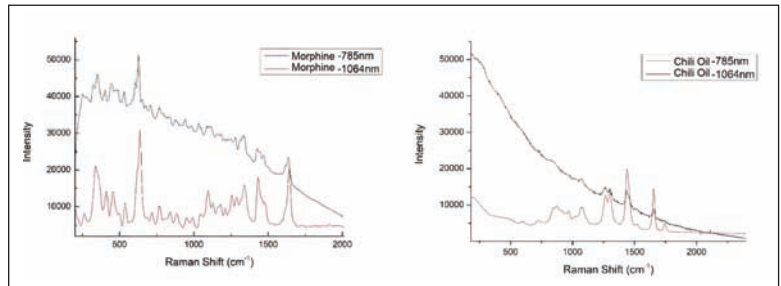 Morphine -785nm
Morphine -1064nm
50000
40000
30000
20000
10000
Intensity
500
1000
1500
2000
Raman Shift (cm⁻¹)
Chili Oil -785nm
Chili Oil -1064nm
50000
40000
30000
20000
10000
0
Intensity
500
1000
1500
2000
Raman Shift (cm⁻¹)